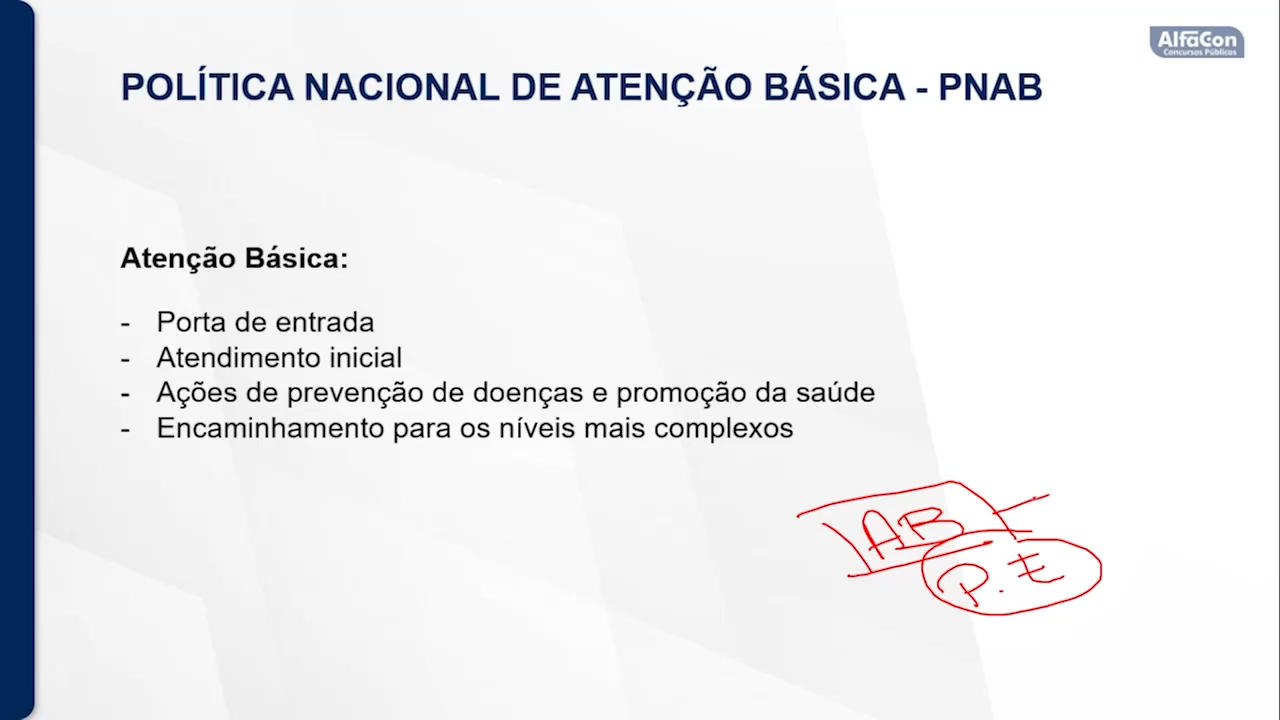 AlfaCon
Concursos Públicos
POLÍTICA NACIONAL DE ATENÇÃO BÁSICA - PNAB
Atenção Básica:
- Porta de entrada
- Atendimento inicial
- Ações de prevenção de doenças e promoção da saúde
- Encaminhamento para os níveis mais complexos
AB
P.E